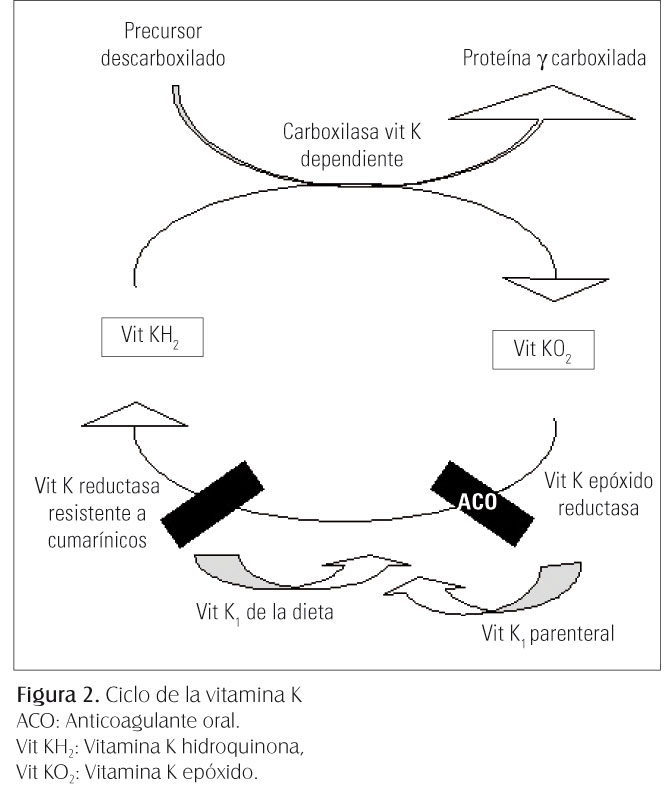 Precursor
descarboxilado
Proteína γ carboxilada
Carboxilasa vit K
dependiente
Vit KH₂
Vit KO₂
Vit K reductasa
resistente a
cumarínicos
ACO
Vit K epóxido
reductasa
Vit K₁ de la dieta
Vit K₁ parenteral
Figura 2. Ciclo de la vitamina K
ACO: Anticoagulante oral.
Vit KH₂: Vitamina K hidroquinona,
Vit KO₂: Vitamina K epóxido.